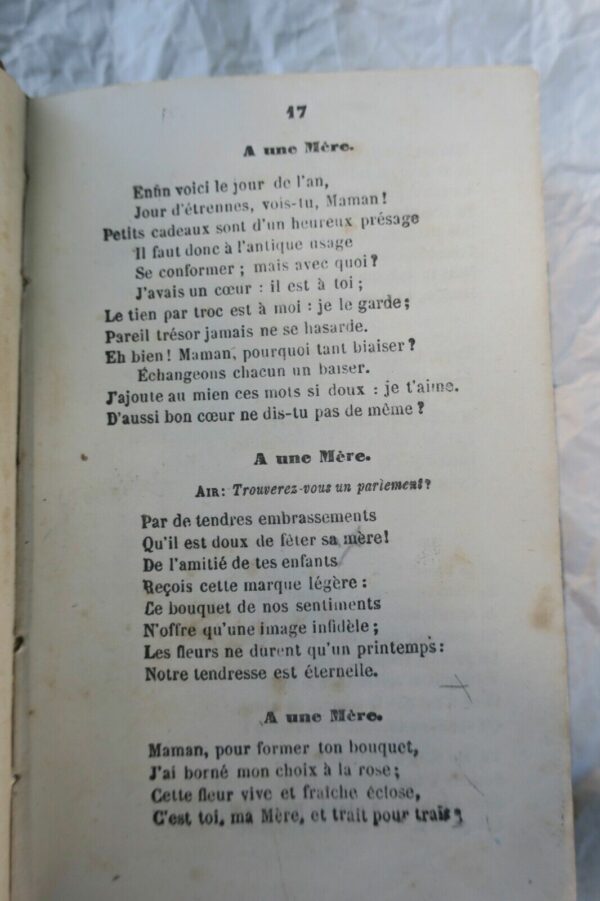 17
A une Mère.
Enfin voici le jour de l'an,
Jour d'étrennes, vois-tu, Maman !
Petits cadeaux sont d'un heureux présage
Il faut donc à l'antique usage
Se conformer ; mais avec quoi ?
J'avais un cœur : il est à toi ;
Le tien par troc est à moi : je le garde ;
Pareil trésor jamais ne se hasarde.
Eh bien ! Maman, pourquoi tant biaiser ?
Échangeons chacun un baiser.
J'ajoute au mien ces mots si doux : je t'aime.
D'aussi bon cœur ne dis-tu pas de même ?
A une Mère.
AIR : Trouverez-vous un parlement ?
Par de tendres embrassements
Qu'il est doux de fêter sa mère !
De l'amitié de tes enfants
Reçois cette marque légère :
Ce bouquet de nos sentiments
N'offre qu'une image infidèle ;
Les fleurs ne durent qu'un printemps :
Notre tendresse est éternelle.
A une Mère.
Maman, pour former ton bouquet,
J'ai borné mon choix à la rose ;
Cette fleur vive et fraîche éclose,
C'est toi, ma Mère, et trait pour trait ;